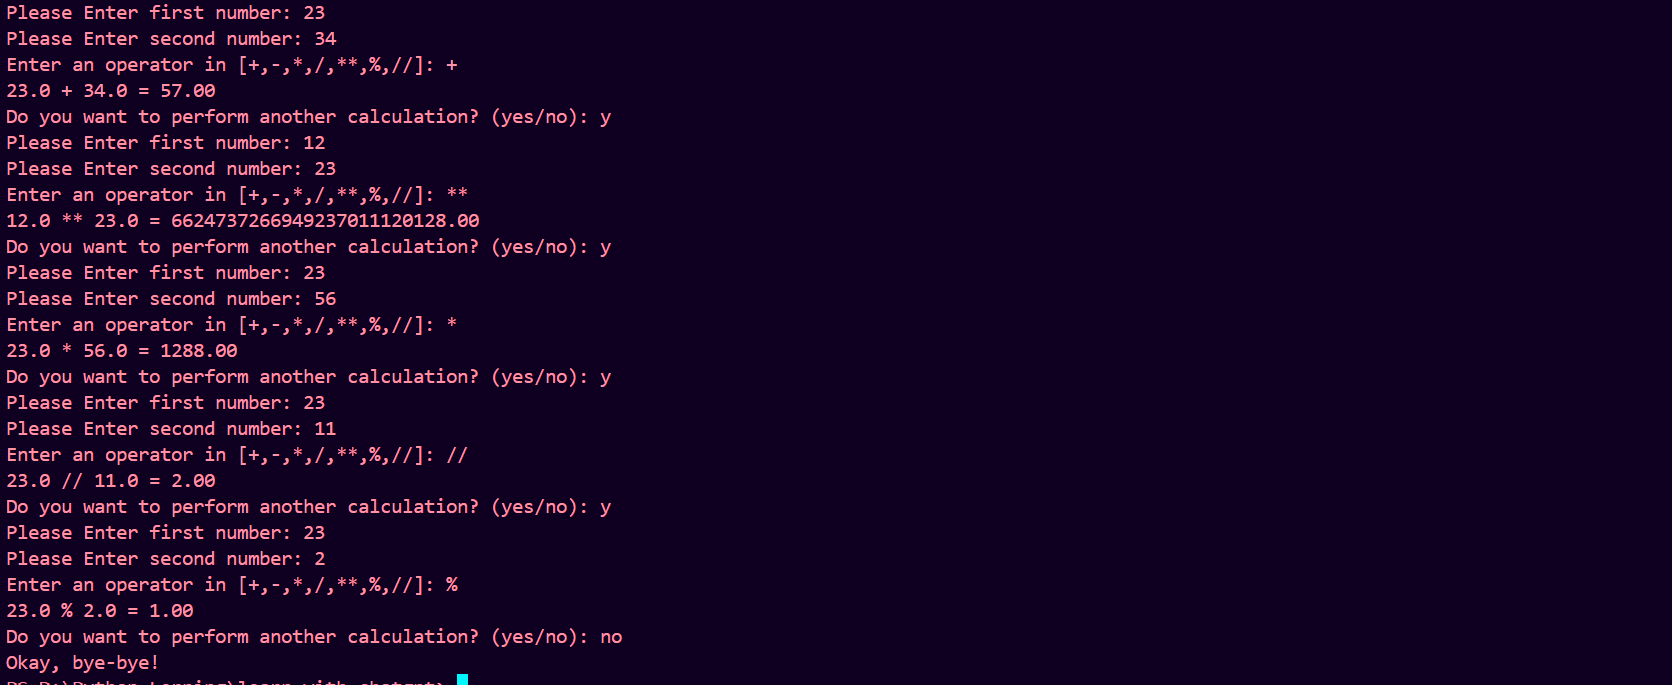 Please Enter first number: 23
Please Enter second number: 34
Enter an operator in [+,-,*,/,**,%,//]: +
23.0 + 34.0 = 57.00
Do you want to perform another calculation? (yes/no): y
Please Enter first number: 12
Please Enter second number: 23
Enter an operator in [+,-,*,/,**,%,//]: **
12.0 ** 23.0 = 6624737266949237011120128.00
Do you want to perform another calculation? (yes/no): y
Please Enter first number: 23
Please Enter second number: 56
Enter an operator in [+,-,*,/,**,%,//]: *
23.0 * 56.0 = 1288.00
Do you want to perform another calculation? (yes/no): y
Please Enter first number: 23
Please Enter second number: 11
Enter an operator in [+,-,*,/,**,%,//]: //
23.0 // 11.0 = 2.00
Do you want to perform another calculation? (yes/no): y
Please Enter first number: 23
Please Enter second number: 2
Enter an operator in [+,-,*,/,**,%,//]: %
23.0 % 2.0 = 1.00
Do you want to perform another calculation? (yes/no): no
Okay, bye-bye!